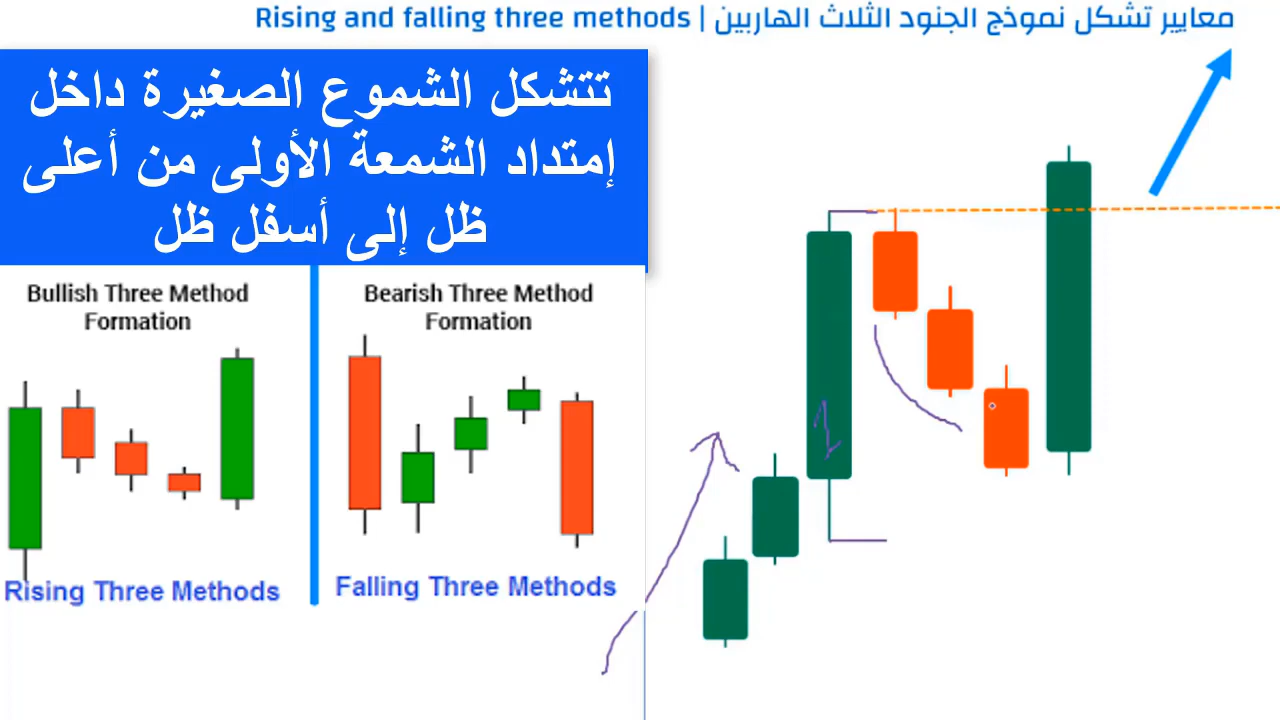 معايير تشكل نموذج الجنود الثلاث الهاربين | Rising and falling three methods
تتشكل الشموع الصغيرة داخل
إمتداد الشمعة الأولى من أعلى
ظل إلى أسفل ظل
Bullish Three Method
Formation
Bearish Three Method
Formation
Rising Three Methods
Falling Three Methods